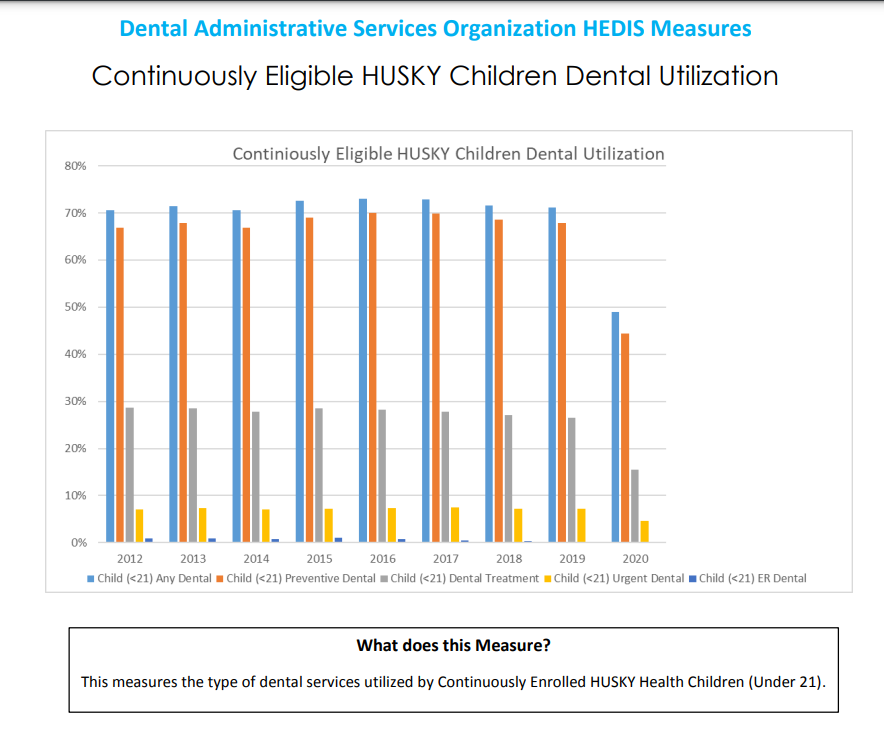 Dental Administrative Services Organization HEDIS Measures
Continuously Eligible HUSKY Children Dental Utilization
Continiously Eligible HUSKY Children Dental Utilization
80%
70%
60%
50%
40%
30%
20%
10%
0%
2012 2013 2014 2015 2016 2017 2018 2019 2020
Child (<21) Any Dental Child (<21) Preventive Dental Child (<21) Dental Treatment Child (<21) Urgent Dental Child (<21) ER Dental
What does this Measure?
This measures the type of dental services utilized by Continuously Enrolled HUSKY Health Children (Under 21).